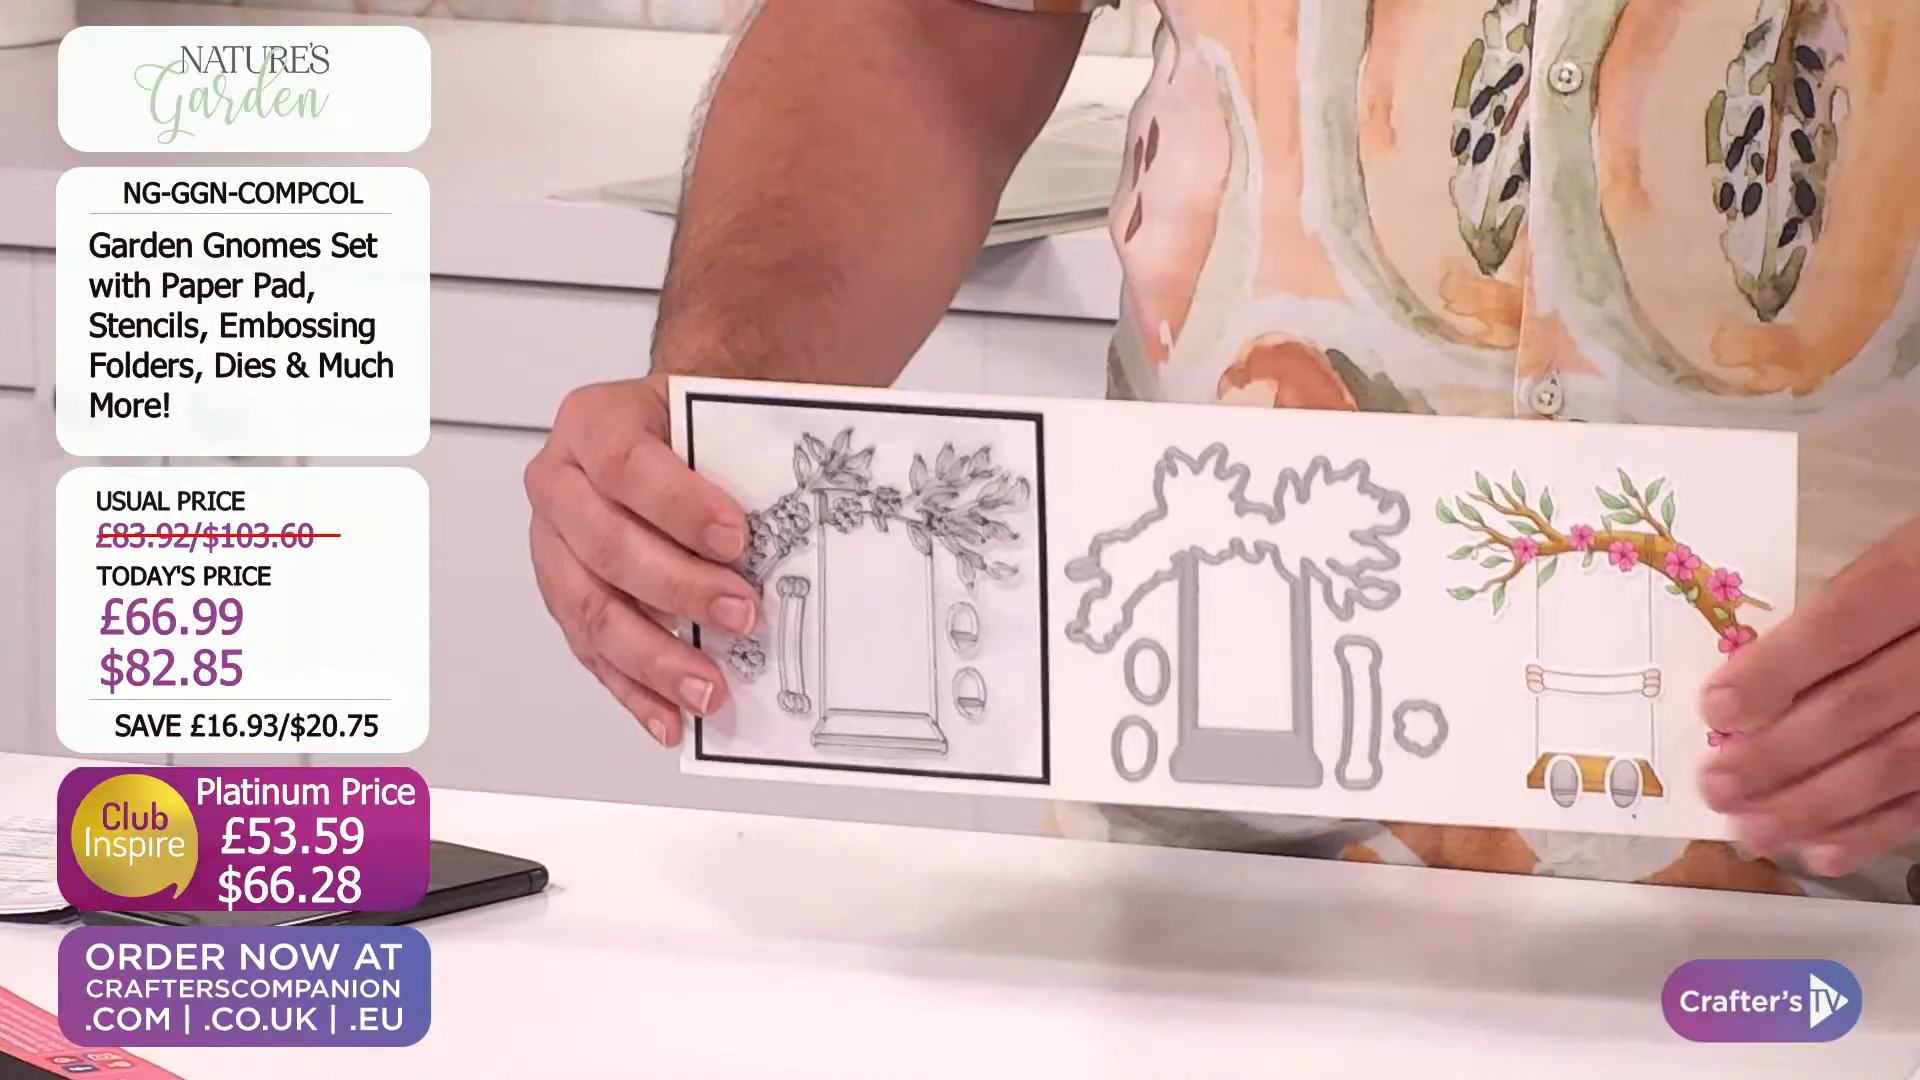 NATURE'S
Garden
NG-GGN-COMPCOL
Garden Gnomes Set
with Paper Pad,
Stencils, Embossing
Folders, Dies & Much
More!
USUAL PRICE
£83.92/$103.60
TODAY'S PRICE
£66.99
$82.85
SAVE £16.93/$20.75
Club
Inspire
Platinum Price
£53.59
$66.28
ORDER NOW AT
CRAFTERSCOMPANION
.COM | .CO.UK | .EU
Crafter's TV